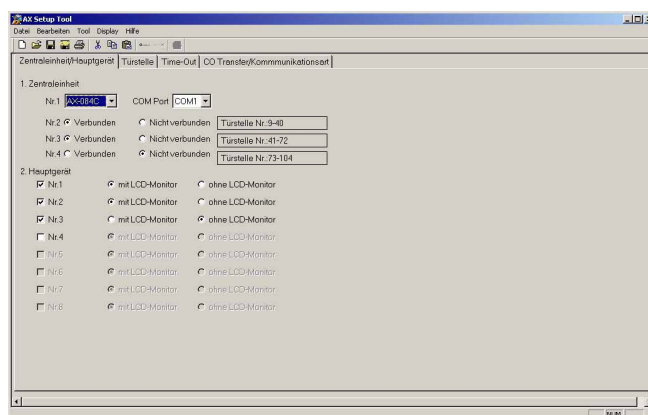 AX Setup Tool
Datei Bearbeiten Tool Display Hilfe
Zentraleinheit/Hauptgerät Türstelle Time-Out CO Transfer/Kommmunikationsart
1. Zentraleinheit
Nr.1 AX-084C COM Port COM1
Nr.2 Verbunden Nicht verbunden Türstelle Nr.:9-40
Nr.3 Verbunden Nicht verbunden Türstelle Nr.:41-72
Nr.4 Verbunden Nicht verbunden Türstelle Nr.:73-104
2. Hauptgerät
Nr.1 mit LCD-Monitor ohne LCD-Monitor
Nr.2 mit LCD-Monitor ohne LCD-Monitor
Nr.3 mit LCD-Monitor ohne LCD-Monitor
Nr.4 mit LCD-Monitor ohne LCD-Monitor
Nr.5 mit LCD-Monitor ohne LCD-Monitor
Nr.6 mit LCD-Monitor ohne LCD-Monitor
Nr.7 mit LCD-Monitor ohne LCD-Monitor
Nr.8 mit LCD-Monitor ohne LCD-Monitor
NUM